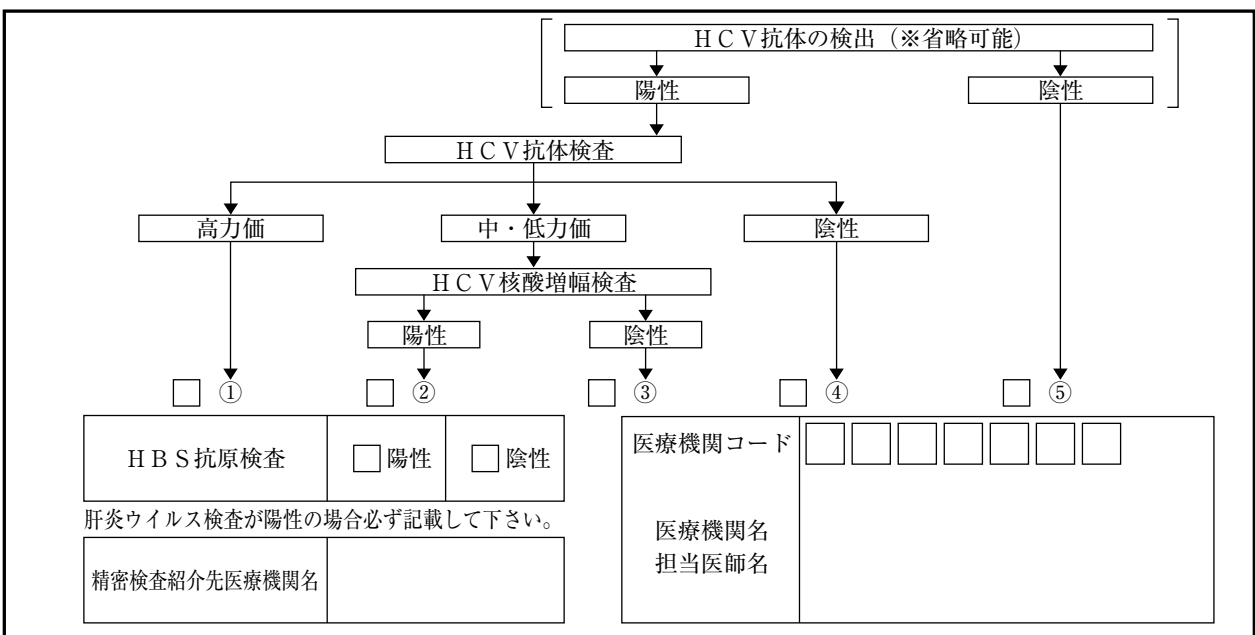 ＨＣＶ抗体の検出（※省略可能）
陽性
陰性
ＨＣＶ抗体検査
高力価
中・低力価
陰性
ＨＣＶ核酸増幅検査
陽性
陰性
①
②
③
④
⑤
ＨＢＳ抗原検査
陽性
陰性
医療機関コード
肝炎ウイルス検査が陽性の場合必ず記載して下さい。
医療機関名
担当医師名
精密検査紹介先医療機関名